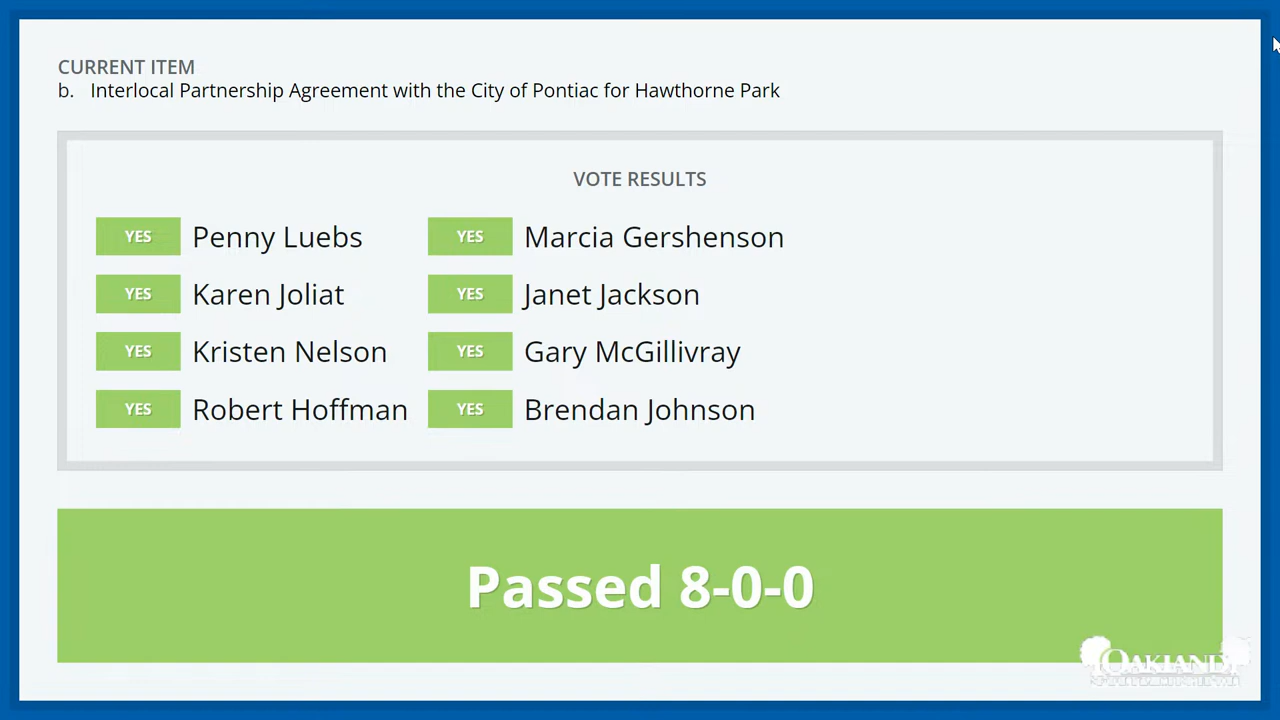 CURRENT ITEM
b. Interlocal Partnership Agreement with the City of Pontiac for Hawthorne Park
VOTE RESULTS
YES Penny Luebs YES Marcia Gershenson
YES Karen Joliat YES Janet Jackson
YES Kristen Nelson YES Gary McGillivray
YES Robert Hoffman YES Brendan Johnson
Passed 8-0-0
OAKLAND